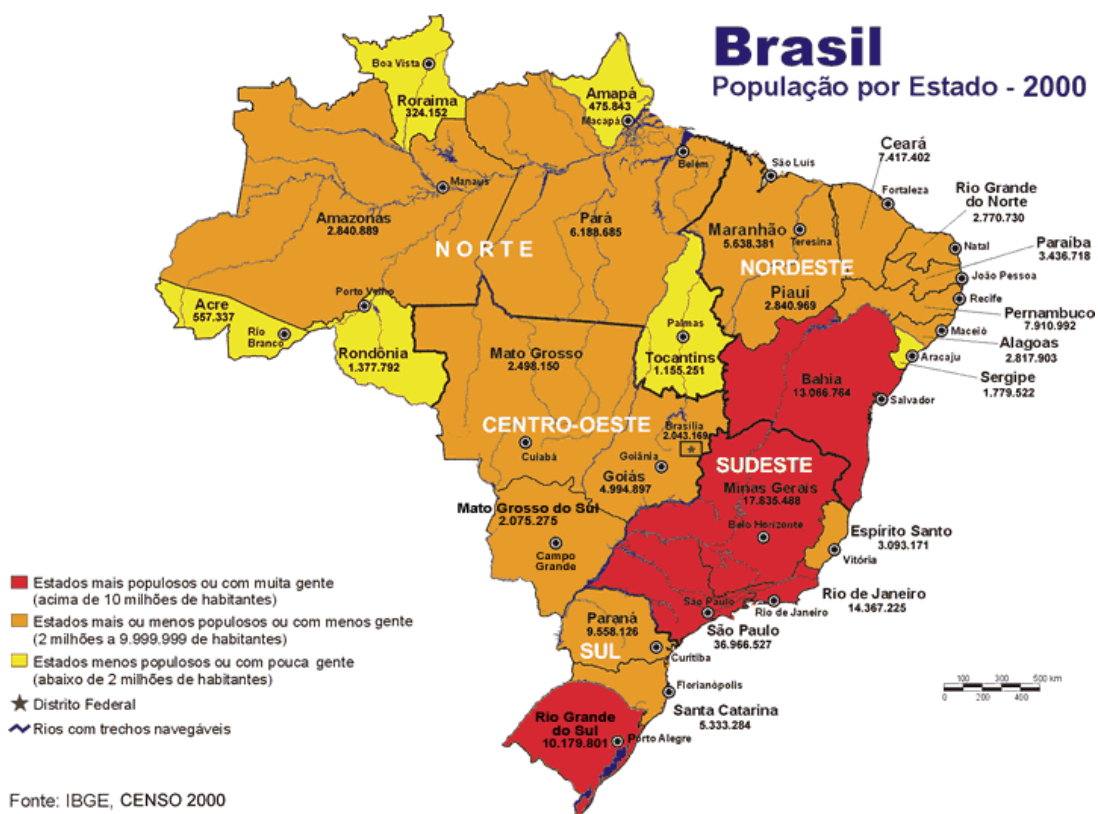 Brasil
População por Estado - 2000
Boa Vista
Roraima
324.152
Amapá
475.843
Macapá
Belém
São Luis
Ceará
7.417.402
Fortaleza
Rio Grande
do Norte
2.770.730
Natal
Paraíba
3.436.718
João Pessoa
Recife
Pernambuco
7.910.992
Maceió
Alagoas
2.817.903
Aracaju
Sergipe
1.779.522
Manaus
Amazonas
2.840.889
NORTE
Pará
6.188.685
Maranhão
5.638.381
Teresina
NORDESTE
Piauí
2.840.969
Acre
557.337
Rio
Branco
Porto Velho
Rondônia
1.377.792
Mato Grosso
2.498.150
Palmas
Tocantins
1.155.251
Bahia
13.066.764
Salvador
CENTRO-OESTE
Cuiabá
Brasília
2.043.169
Goiânia
Goiás
4.994.897
SUDESTE
Minas Gerais
17.835.488
Belo Horizonte
Mato Grosso do Sul
2.075.275
Campo
Grande
Espírito Santo
3.093.171
Vitória
Rio de Janeiro
14.367.225
Rio de Janeiro
São Paulo
São Paulo
36.966.527
Paraná
9.558.126
SUL
Curitiba
Florianópolis
Santa Catarina
5.333.284
Rio Grande
do Sul
10.179.801
Porto Alegre
Estados mais populosos ou com muita gente
(acima de 10 milhões de habitantes)
Estados mais ou menos populosos ou com menos gente
(2 milhões a 9.999.999 de habitantes)
Estados menos populosos ou com pouca gente
(abaixo de 2 milhões de habitantes)
Distrito Federal
Rios com trechos navegáveis
100 300 500 km
200 400
Fonte: IBGE, CENSO 2000